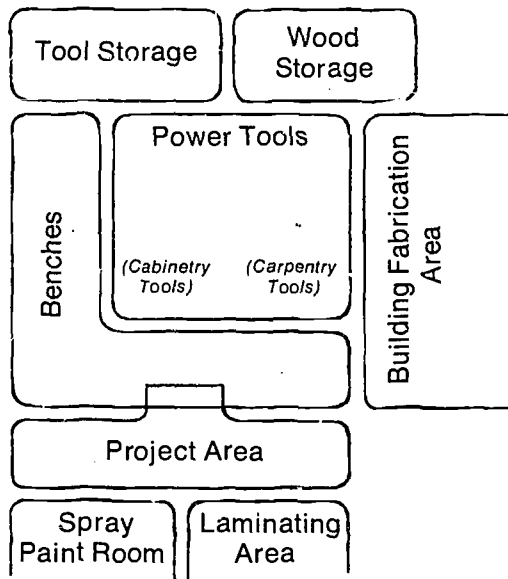 Tool Storage
Wood
Storage
Power Tools
(Cabinetry
Tools)
(Carpentry
Tools)
Benches
Building Fabrication
Area
Project Area
Spray
Paint Room
Laminating
Area